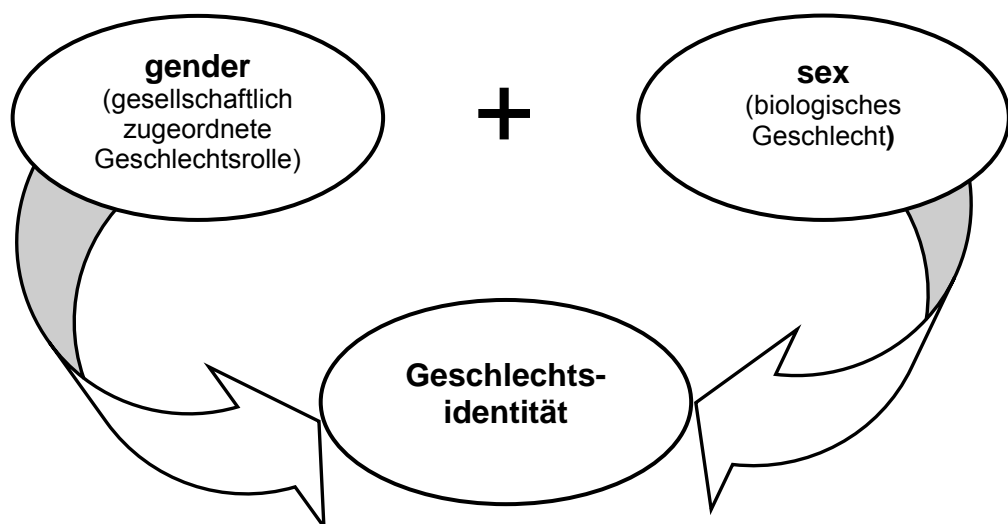 gender
(gesellschaftlich
zugeordnete
Geschlechtsrolle)
+
sex
(biologisches
Geschlecht)
Geschlechts-
identität